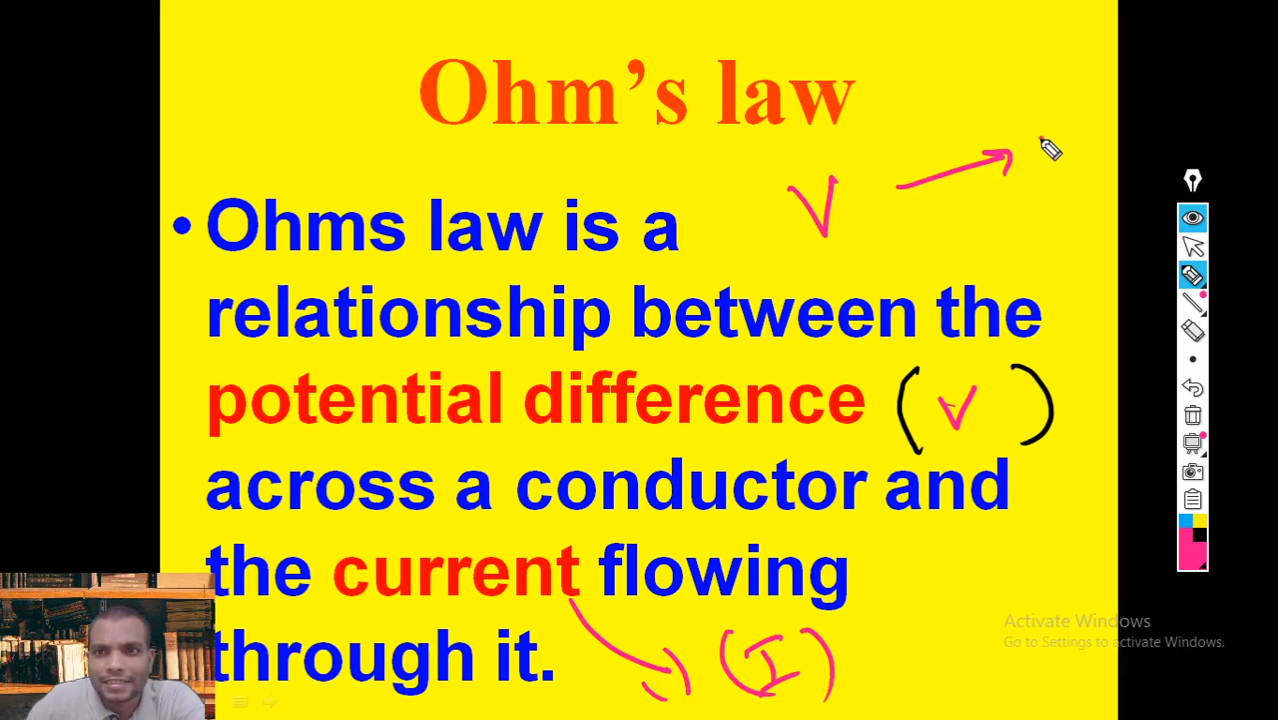 Ohm’s law
V
• Ohms law is a
relationship between the
potential difference (V)
across a conductor and
the current flowing
through it.
(I)
Activate Windows
Go to Settings to activate Windows.